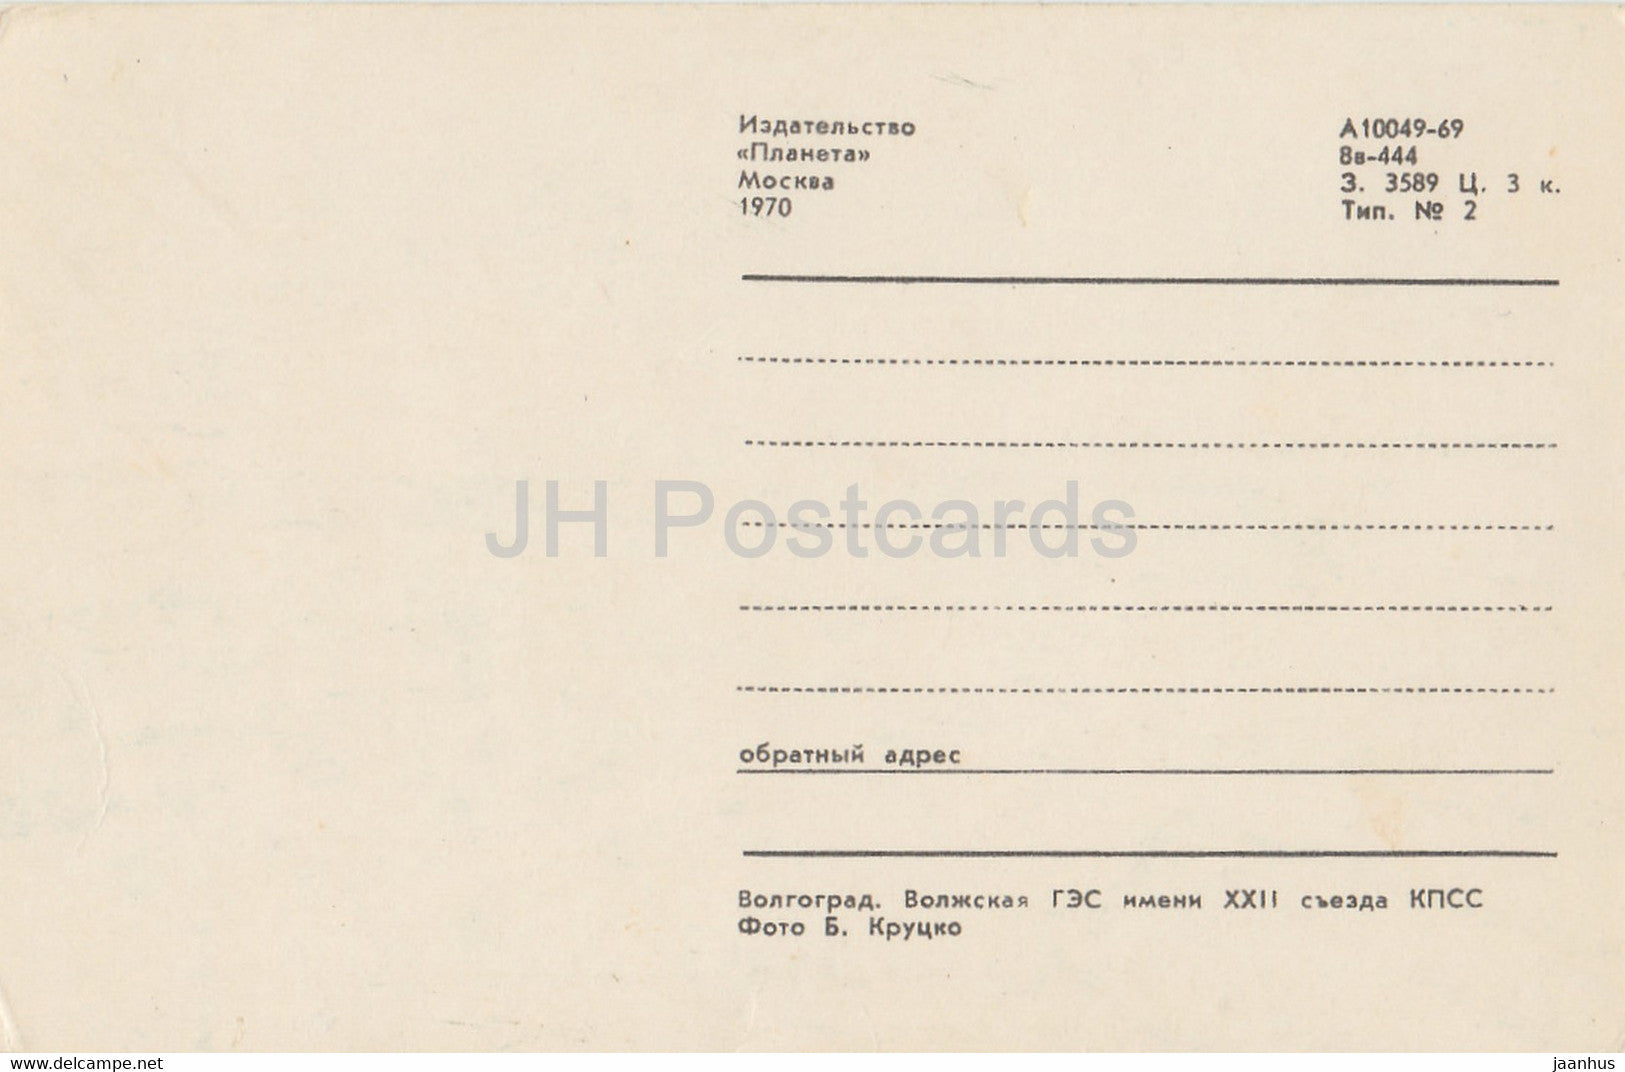 Издательство
«Планета»
Москва
1970
А10049-69
8в-444
З. 3589 Ц. 3 к.
Тип. № 2
JH Postcards
обратный адрес
Волгоград. Волжская ГЭС имени XXII съезда КПСС
Фото Б. Круцко
www.delcampe.net
jaanhus